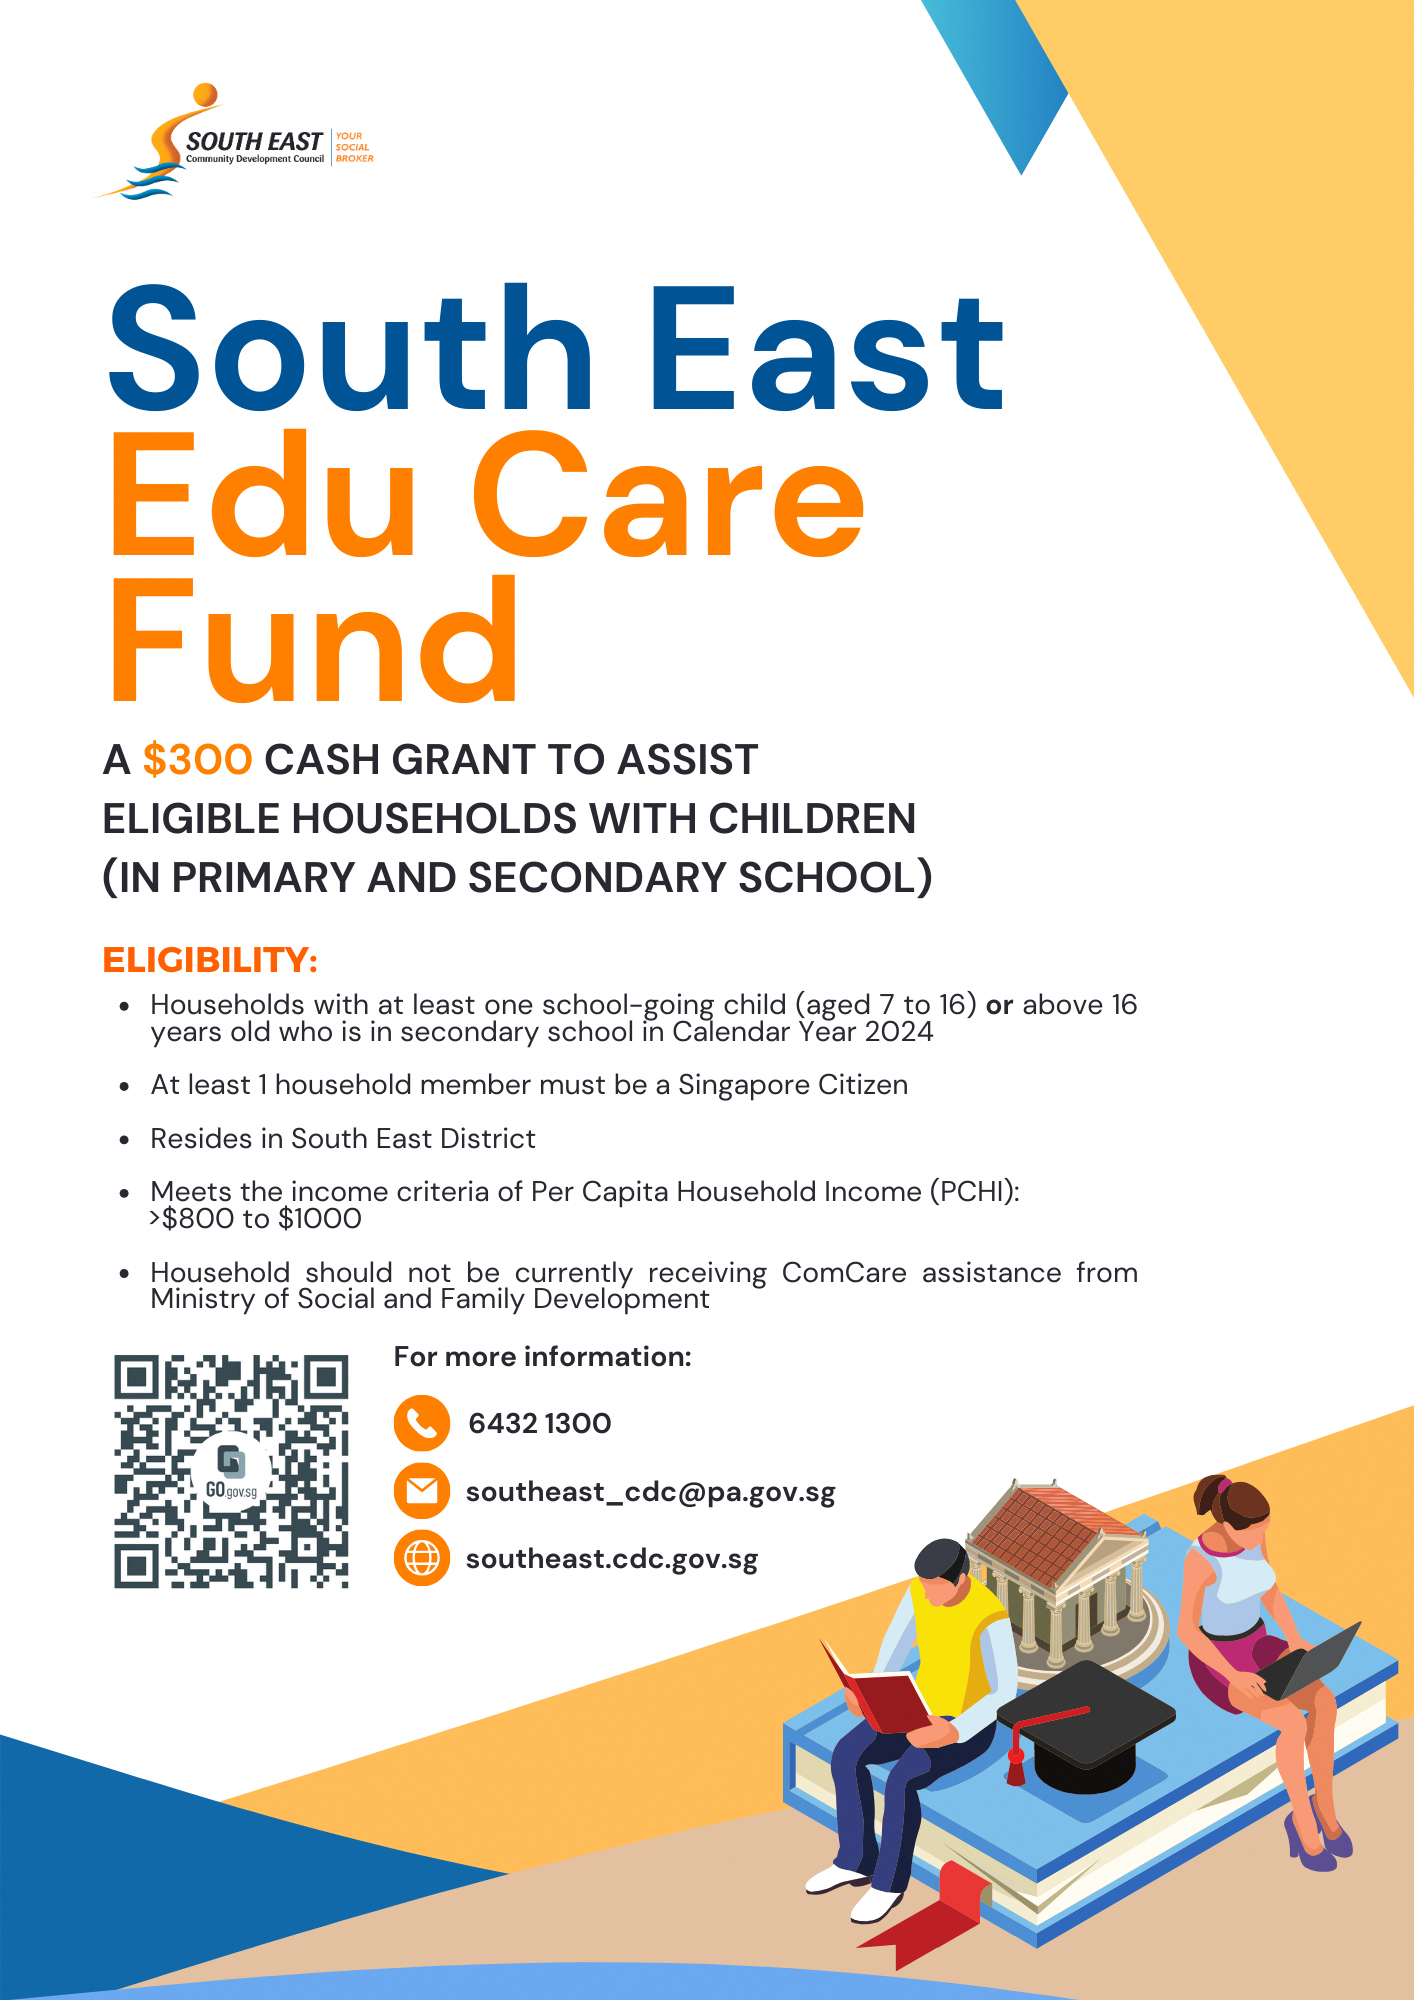 SOUTH EAST
Community Development Council
YOUR
SOCIAL
BROKER
South East
Edu Care
Fund
A $300 CASH GRANT TO ASSIST
ELIGIBLE HOUSEHOLDS WITH CHILDREN
(IN PRIMARY AND SECONDARY SCHOOL)
ELIGIBILITY:
• Households with at least one school-going child (aged 7 to 16) or above 16
years old who is in secondary school in Calendar Year 2024
• At least 1 household member must be a Singapore Citizen
• Resides in South East District
• Meets the income criteria of Per Capita Household Income (PCHI):
>$800 to $1000
• Household should not be currently receiving ComCare assistance from
Ministry of Social and Family Development
For more information:
6432 1300
GO.gov.sg
southeast_cdc@pa.gov.sg
southeast.cdc.gov.sg